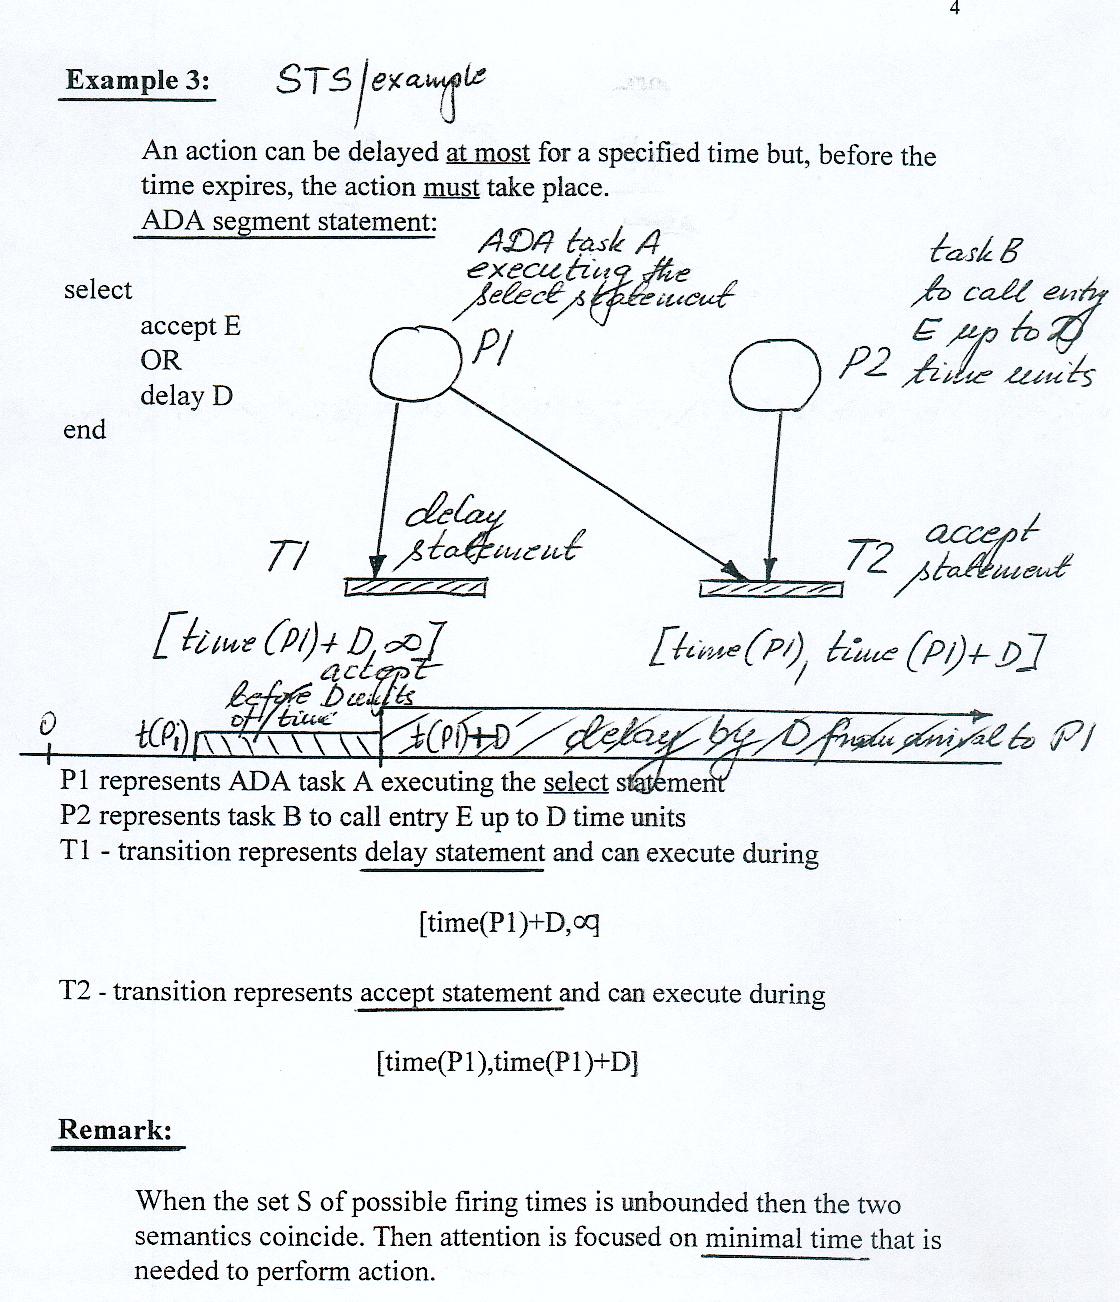 4
Example 3: STS/example
An action can be delayed at most for a specified time but, before the
time expires, the action must take place.
ADA segment statement:
ADA task A
executing the
select statement
task B
to call entry
E up to D
time units
select
accept E
OR
delay D
end
P1
P2
T1
delay
statement
T2
accept
statement
[time(P1)+D,∞]
[time(P1), time(P1)+D]
accept
before D units
of time
0
t(P1)
t(P1)+D
delay by D from arrival to P1
P1 represents ADA task A executing the select statement
P2 represents task B to call entry E up to D time units
T1 - transition represents delay statement and can execute during
[time(P1)+D,∞]
T2 - transition represents accept statement and can execute during
[time(P1),time(P1)+D]
Remark:
When the set S of possible firing times is unbounded then the two
semantics coincide. Then attention is focused on minimal time that is
needed to perform action.